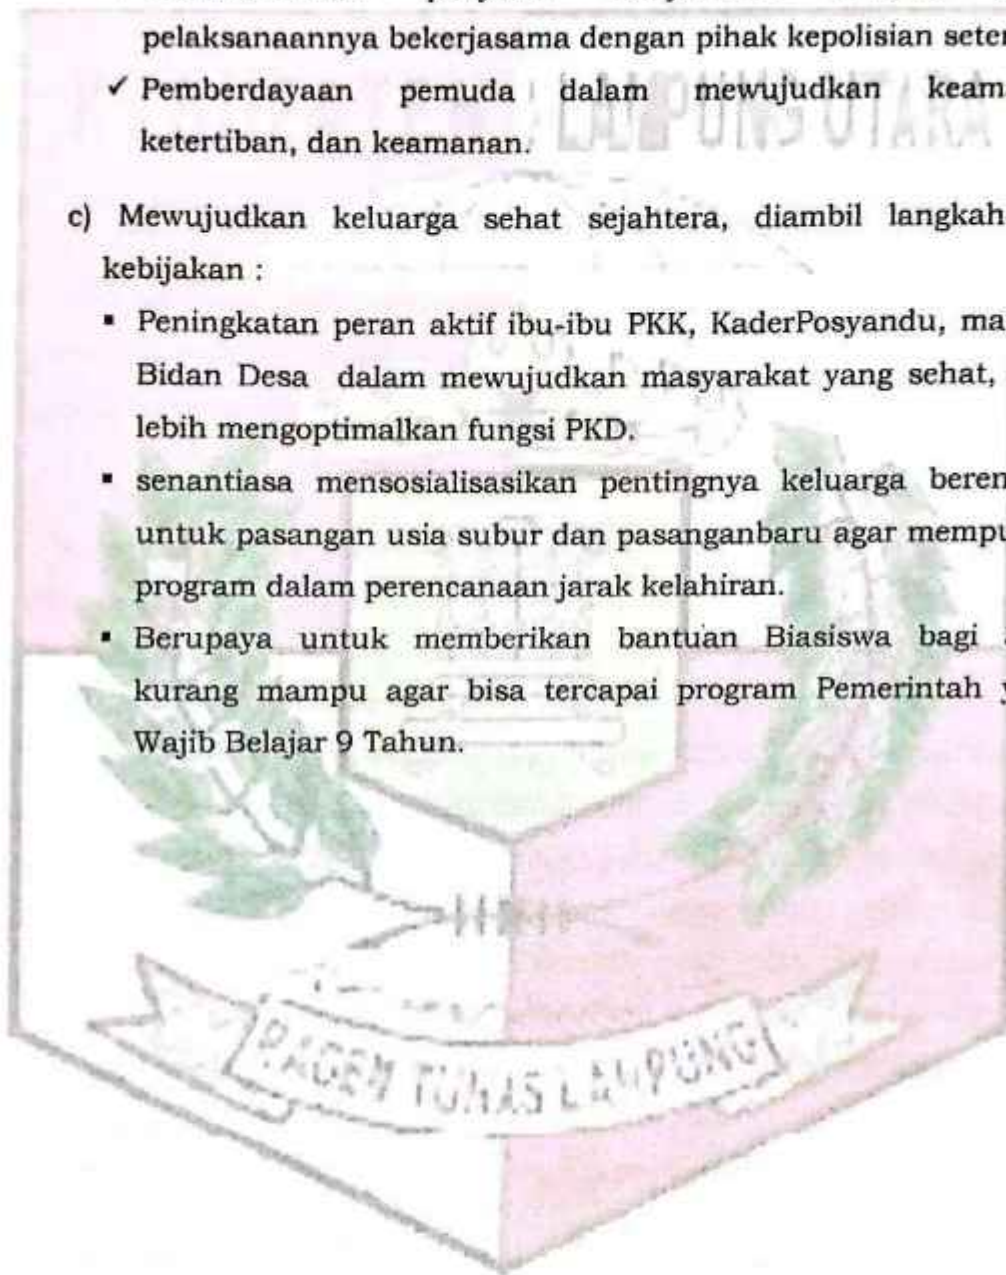 pelaksanaannya bekerjasama dengan pihak kepolisian seter
✓ Pemberdayaan pemuda dalam mewujudkan keama
ketertiban, dan keamanan.
LAMPUNG UTARA
c) Mewujudkan keluarga sehat sejahtera, diambil langkah
kebijakan :
▪ Peningkatan peran aktif ibu-ibu PKK, KaderPosyandu, ma
Bidan Desa dalam mewujudkan masyarakat yang sehat,
lebih mengoptimalkan fungsi PKD.
▪ senantiasa mensosialisasikan pentingnya keluarga beren
untuk pasangan usia subur dan pasanganbaru agar mempu
program dalam perencanaan jarak kelahiran.
▪ Berupaya untuk memberikan bantuan Biasiswa bagi
kurang mampu agar bisa tercapai program Pemerintah y
Wajib Belajar 9 Tahun.
RAGEM TUNAS LAMPUNG